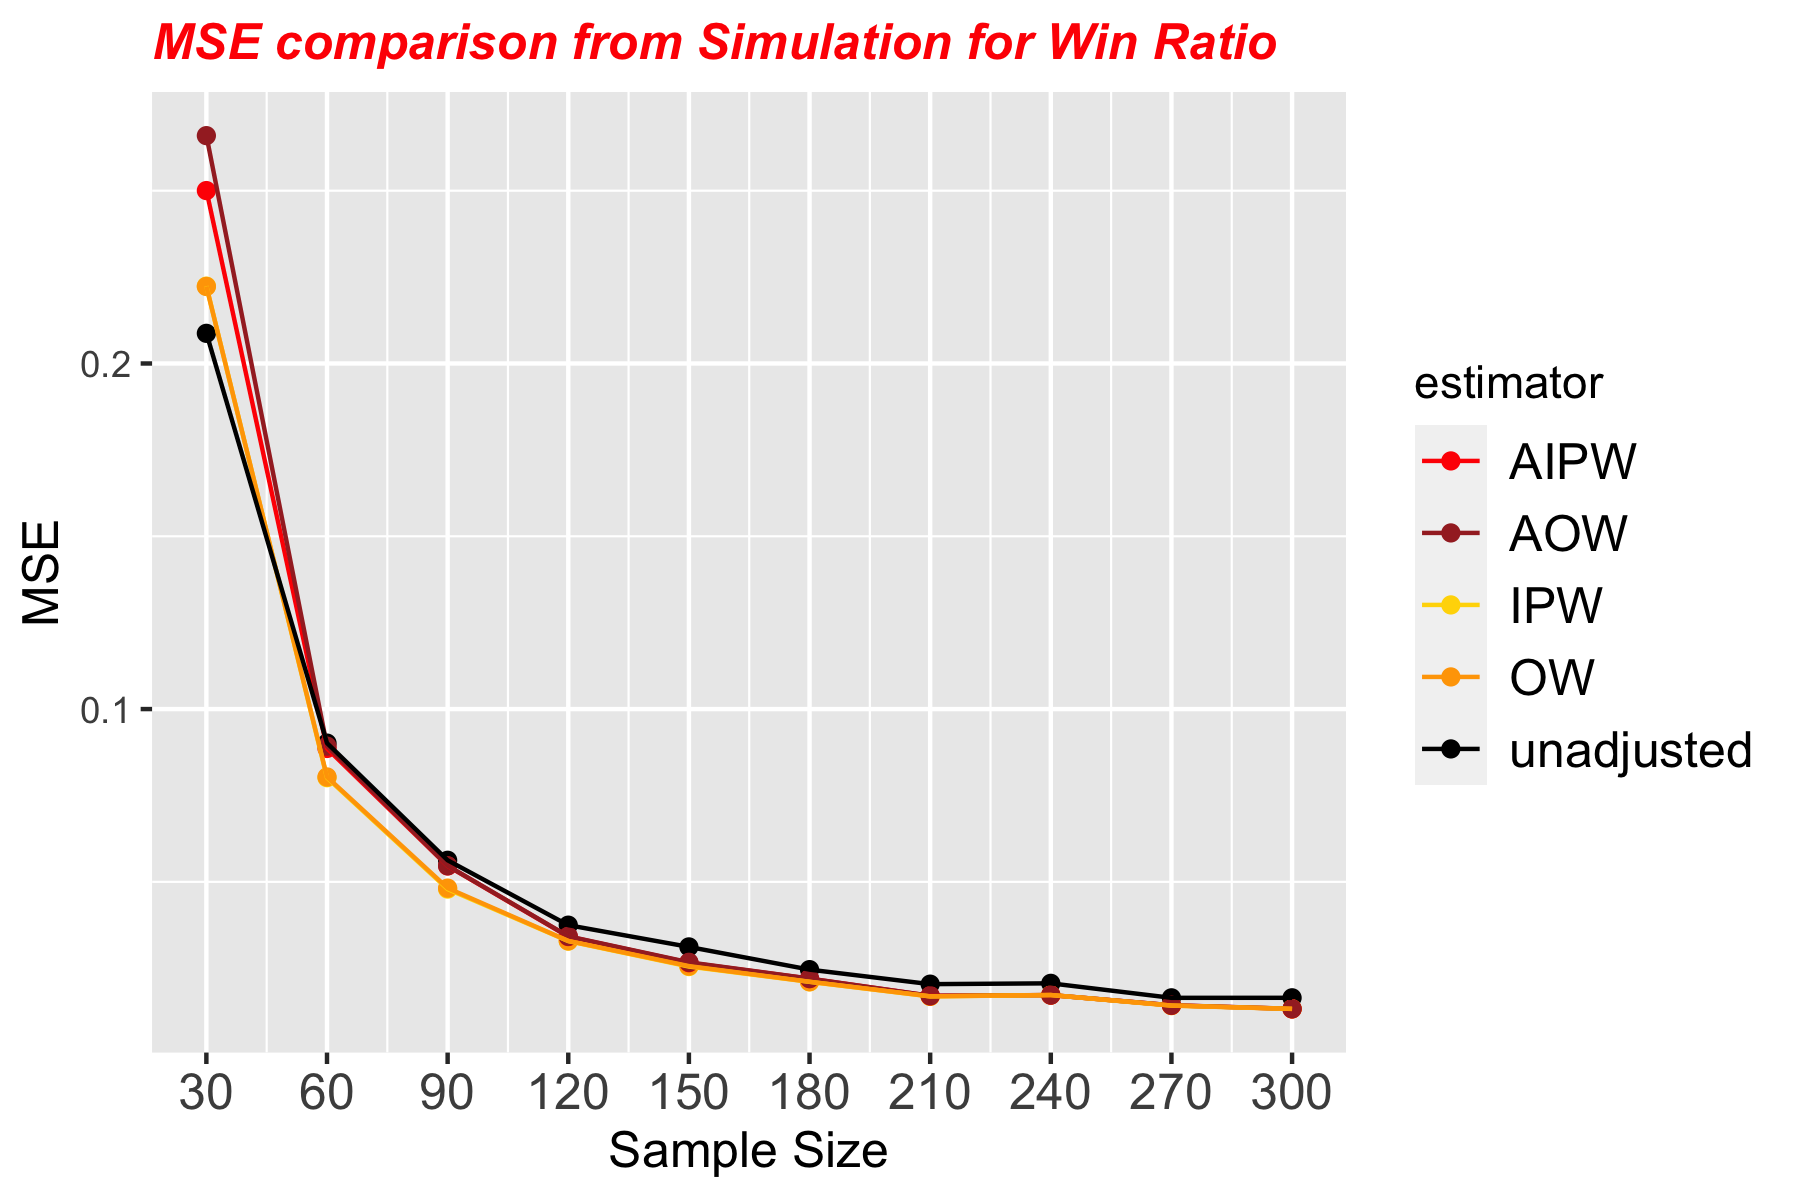 MSE comparison from Simulation for Win Ratio
MSE
0.2
0.1
30 60 90 120 150 180 210 240 270 300
Sample Size
estimator
AIPW
AOW
IPW
OW
unadjusted